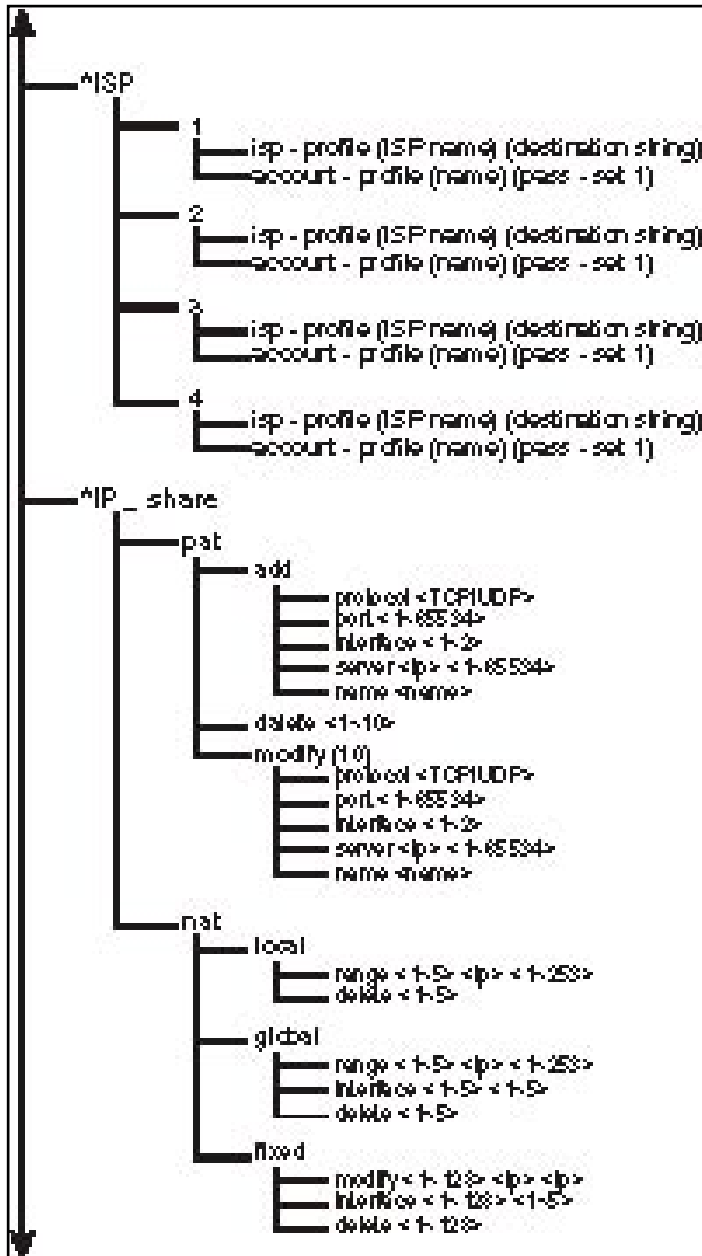 ^ISP
1
isp - profile (ISP name) (destination string)
account - profile (name) (pass - set 1)
2
isp - profile (ISP name) (destination string)
account - profile (name) (pass - set 1)
3
isp - profile (ISP name) (destination string)
account - profile (name) (pass - set 1)
4
isp - profile (ISP name) (destination string)
account - profile (name) (pass - set 1)
^IP _ share
pat
add
protocol <TCP1UDP>
port < 1~65534>
interface < 1~2>
server <ip> < 1~65534>
name <name>
dalete <1~10>
modify (10)
protocol <TCP1UDP>
port < 1~65534>
interface < 1~2>
server <ip> < 1~65534>
name <name>
nat
local
range < 1~5> <ip> < 1~253>
delete < 1~5>
global
range < 1~5> <ip> < 1~253>
interface < 1~5> < 1~5>
delete < 1~5>
fixed
modify < 1~128> <ip> <ip>
interface < 1~128> < 1~5>
delete < 1~128>